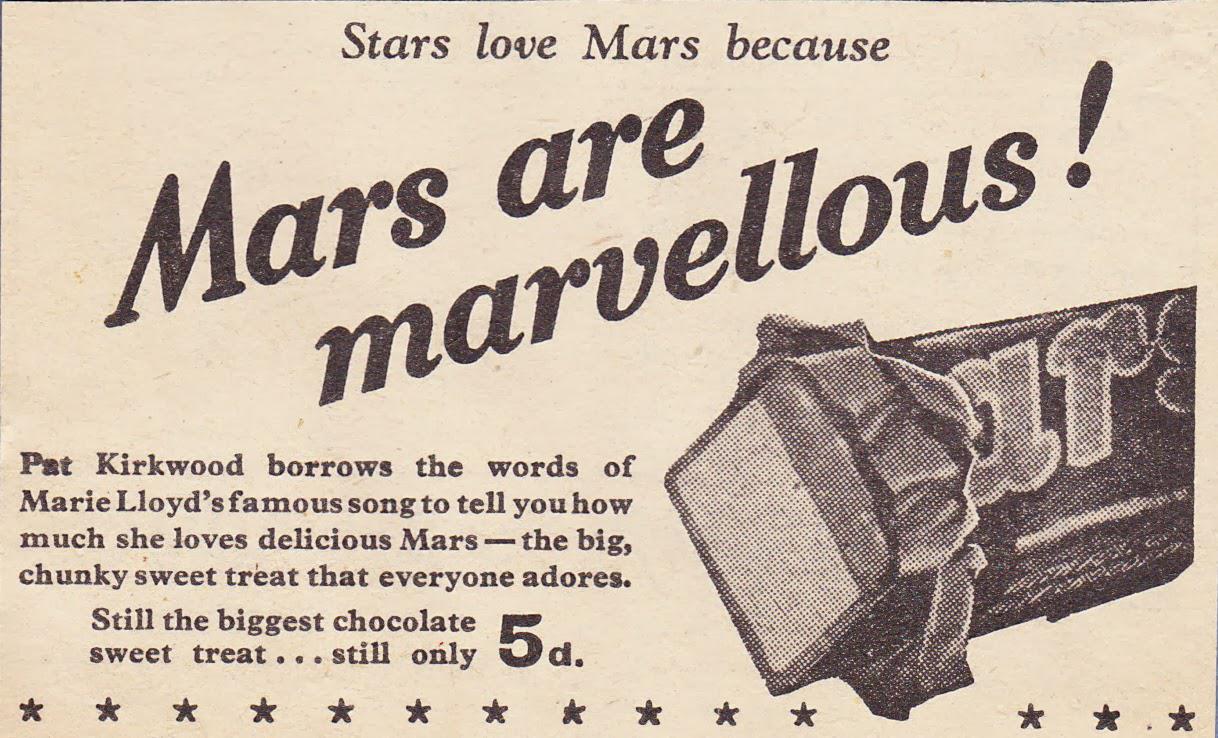 Stars love Mars because
Mars are
marvellous!
Pat Kirkwood borrows the words of
Marie Lloyd's famous song to tell you how
much she loves delicious Mars — the big,
chunky sweet treat that everyone adores.
Still the biggest chocolate
sweet treat... still only 5d.
★ ★ ★ ★ ★ ★ ★ ★ ★ ★ ★ ★ ★ ★